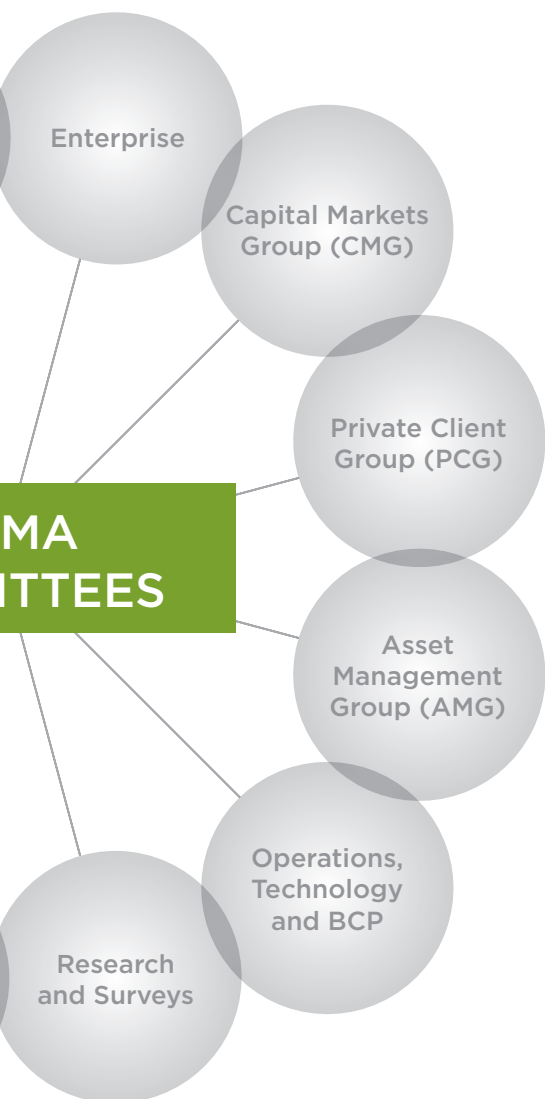 Enterprise
Capital Markets
Group (CMG)
Private Client
Group (PCG)
MA
ITTEES
Asset
Management
Group (AMG)
Operations,
Technology
and BCP
Research
and Surveys